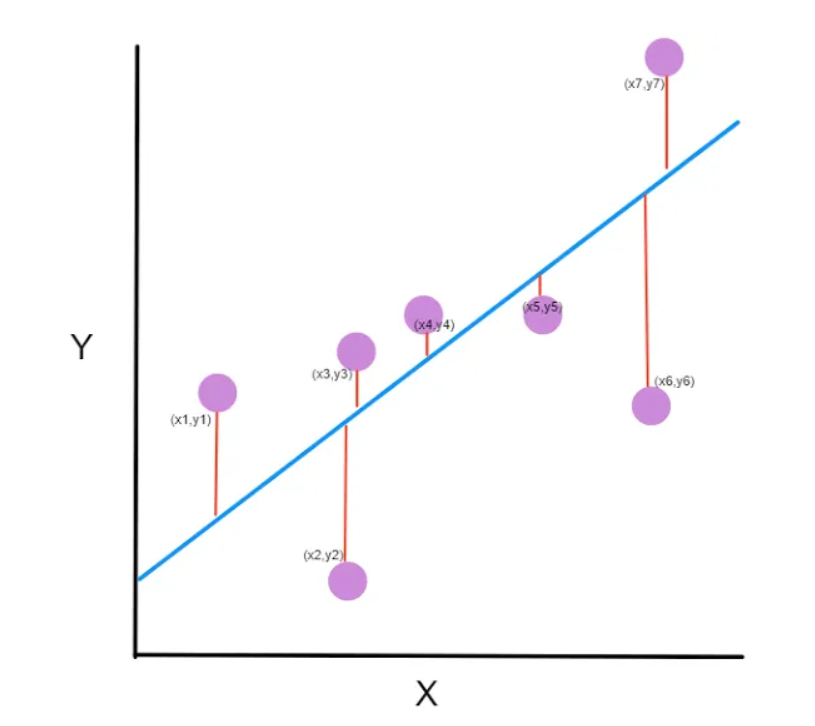 (x7,y7)
Y
(x5,y5)
(x4,y4)
(x3,y3)
(x6,y6)
(x1,y1)
(x2,y2)
X